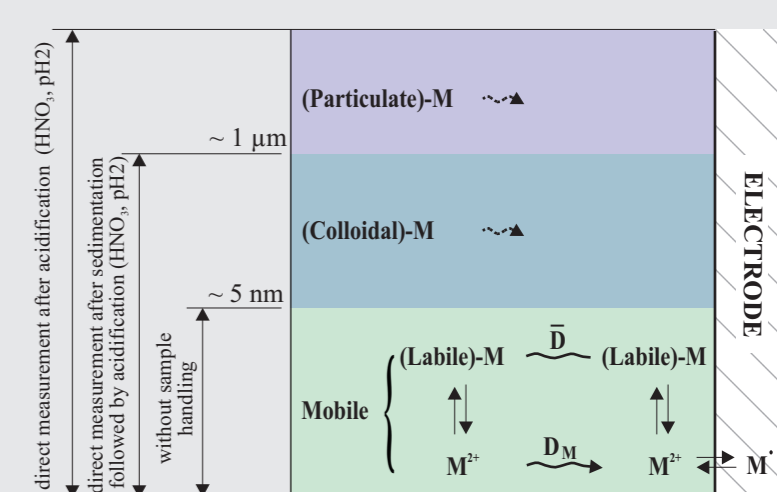 direct measurement after acidification (HNO₃, pH2)
direct measurement after sedimentation
followed by acidification (HNO₃, pH2)
without sample
handling
~ 1 µm
~ 5 nm
(Particulate)-M
(Colloidal)-M
Mobile
(Labile)-M
D̅
(Labile)-M
M²⁺
D_M
M²⁺
M°
ELECTRODE